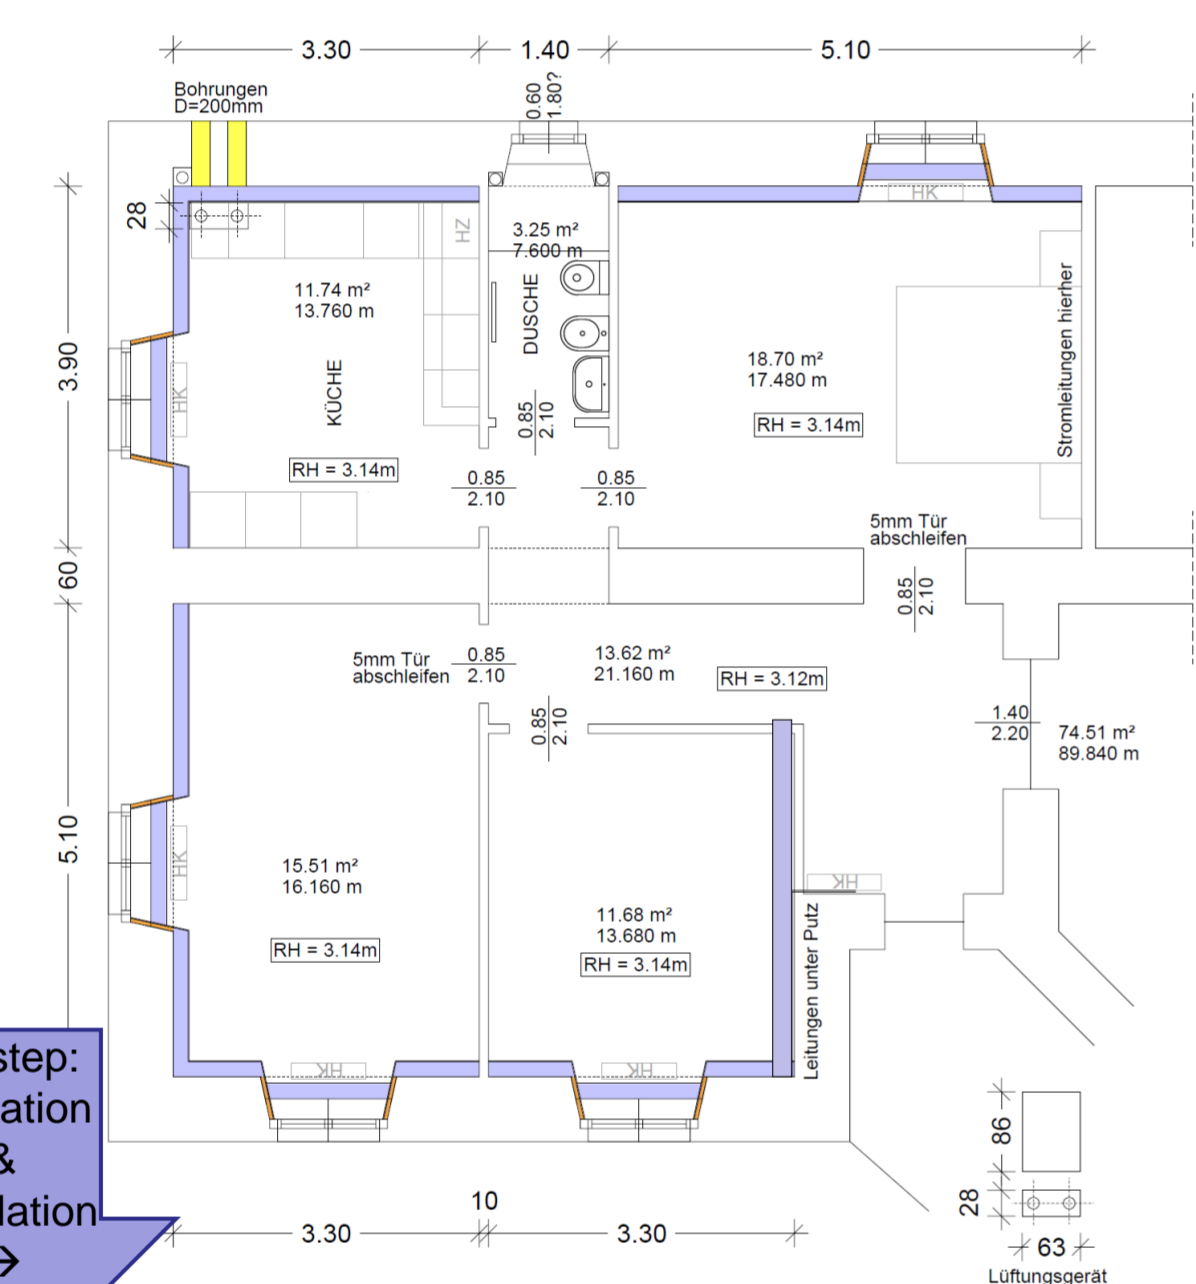 3.30
1.40
5.10
Bohrungen
D=200mm
0.60
1.80?
HK
28
HZ
3.25 m²
7.600 m
11.74 m²
13.760 m
DUSCHE
Stromleitungen hierher
3.90
HK
KÜCHE
18.70 m²
17.480 m
0.85
2.10
RH = 3.14m
RH = 3.14m
0.85
2.10
0.85
2.10
5mm Tür
abschleifen
60
0.85
2.10
5mm Tür
abschleifen
0.85
2.10
13.62 m²
21.160 m
RH = 3.12m
0.85
2.10
1.40
2.20
74.51 m²
89.840 m
5.10
HK
15.51 m²
16.160 m
HK
11.68 m²
13.680 m
RH = 3.14m
RH = 3.14m
Leitungen unter Putz
HK
HK
step:
ation
&
lation
→
86
28
10
3.30
3.30
63
Lüftungsgerät